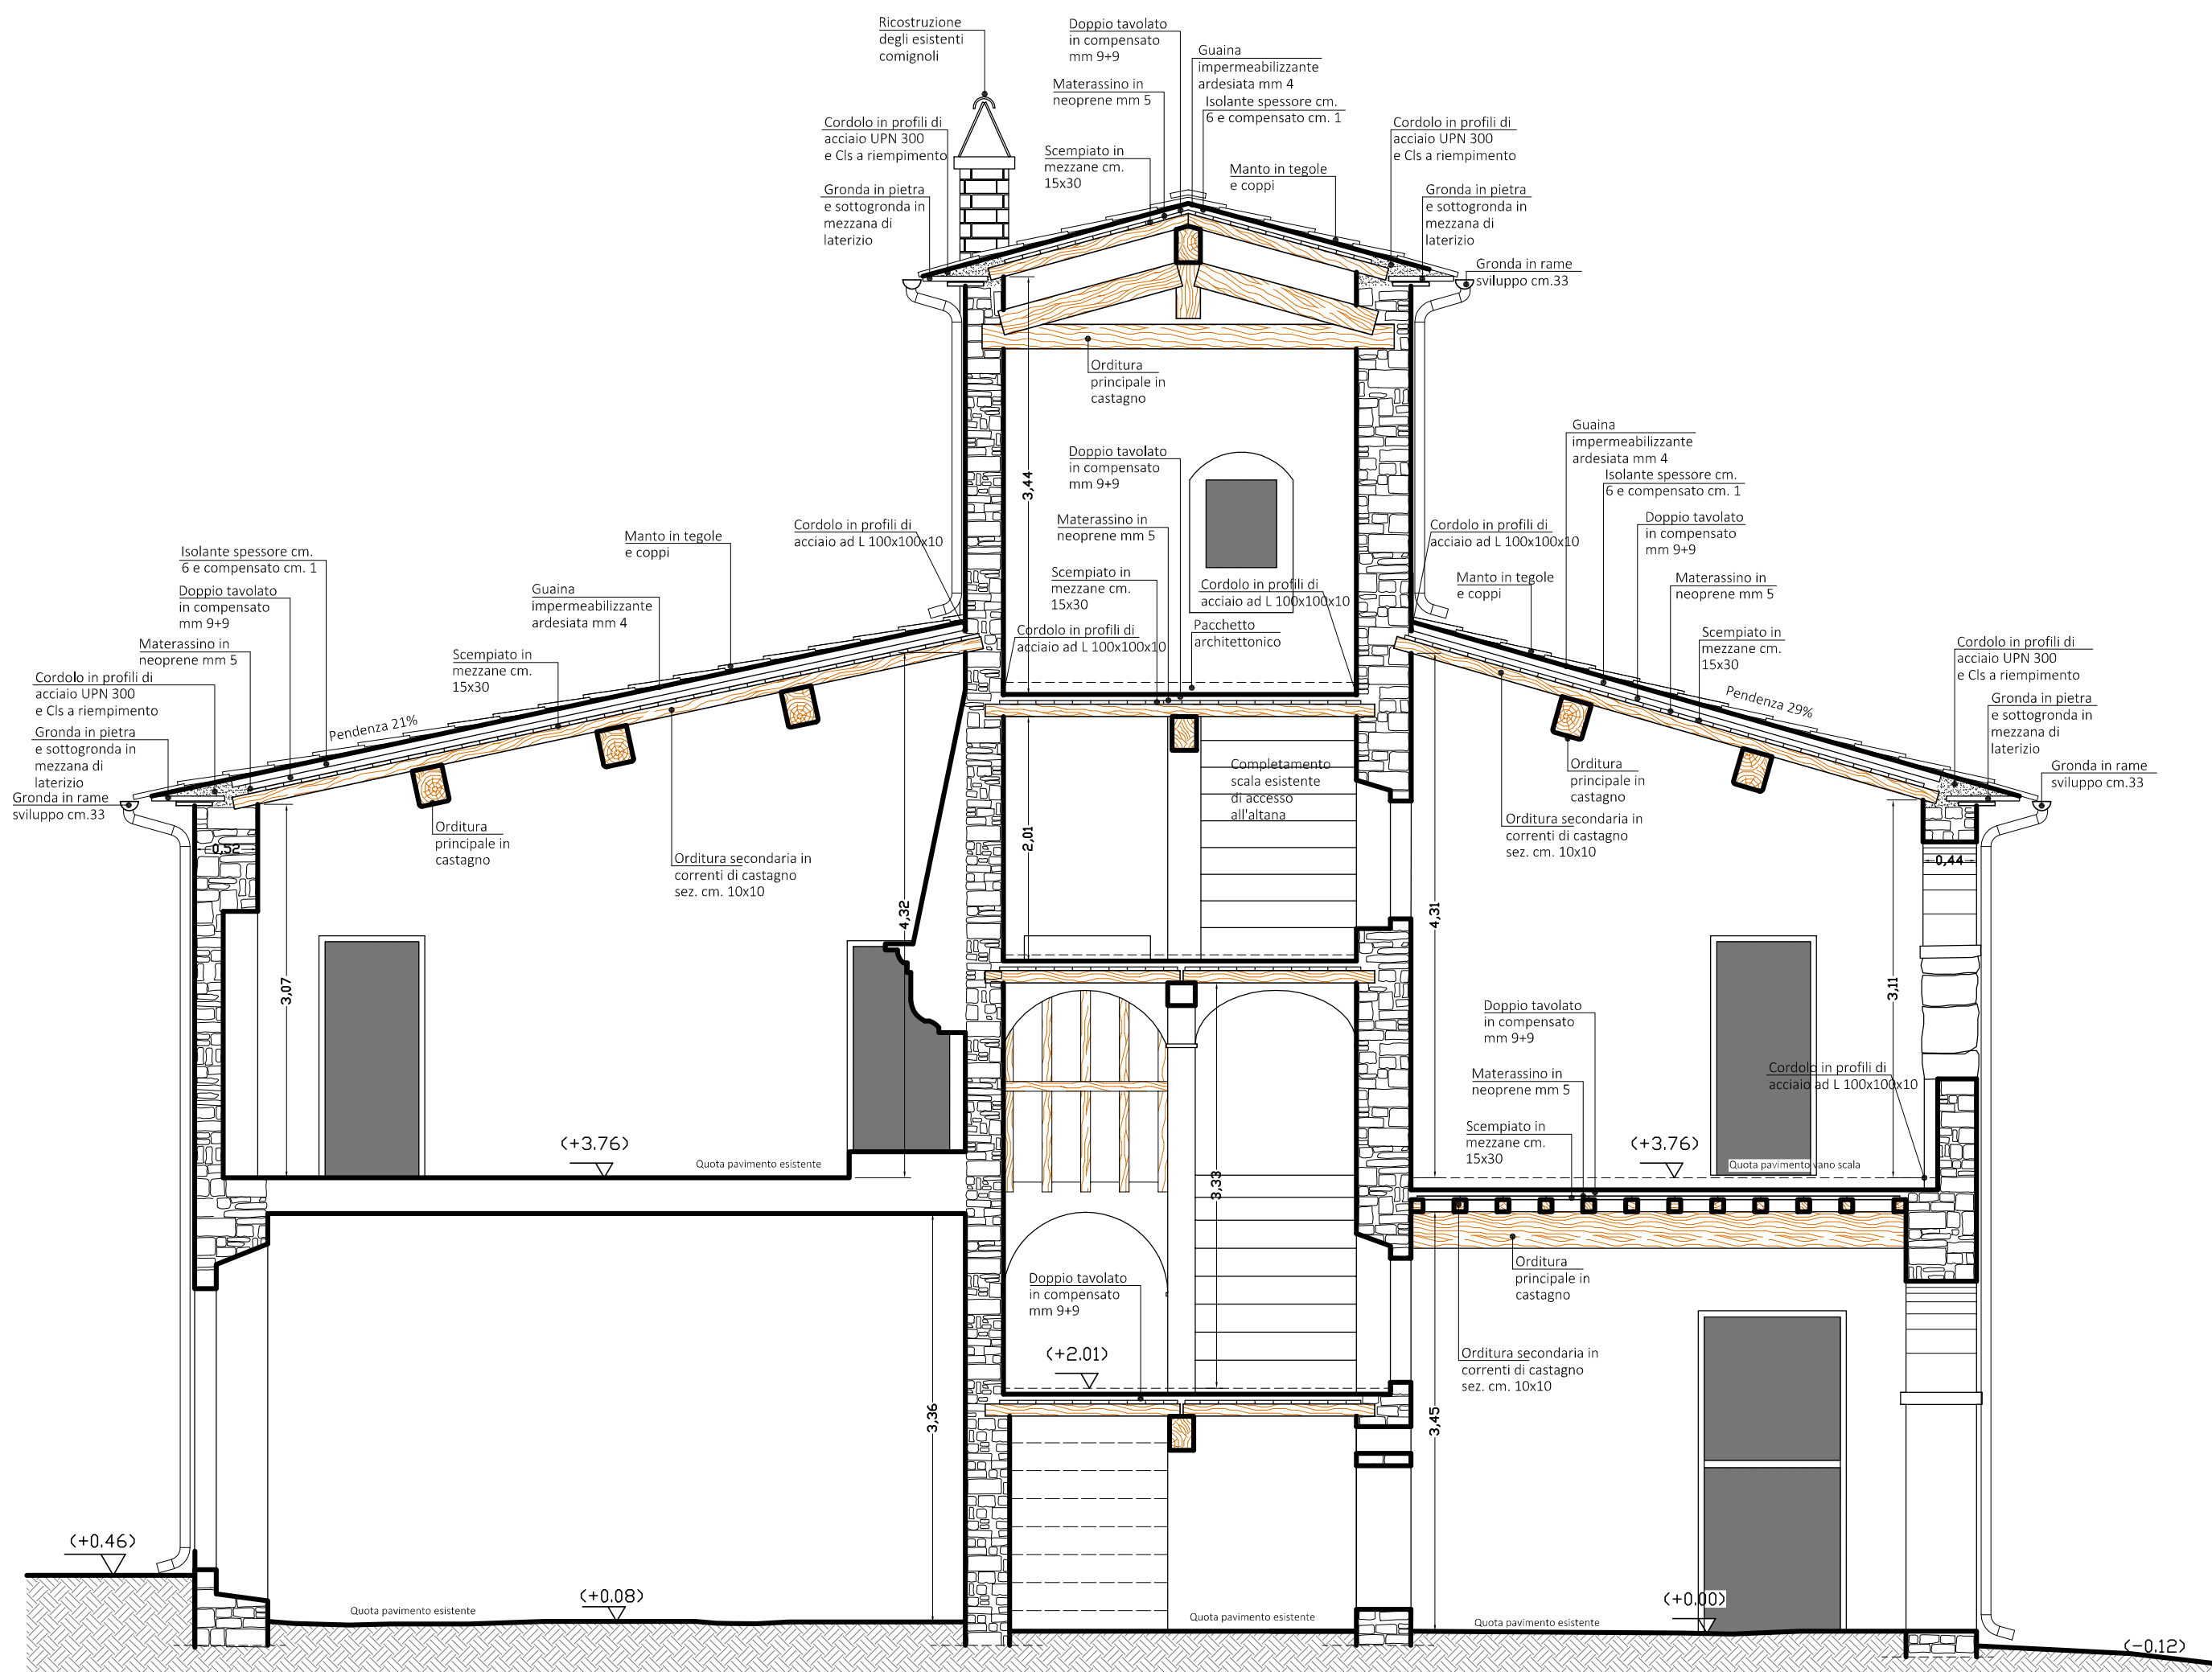 Ricostruzione
degli esistenti
comignoli
Doppio tavolato
in compensato
mm 9+9
Guaina
impermeabilizzante
ardesiata mm 4
Materassino in
neoprene mm 5
Isolante spessore cm.
6 e compensato cm. 1
Cordolo in profili di
acciaio UPN 300
e Cls a riempimento
Scempiato in
mezzane cm.
15x30
Manto in tegole
e coppi
Cordolo in profili di
acciaio UPN 300
e Cls a riempimento
Gronda in pietra
e sottogronda in
mezzana di
laterizio
Gronda in pietra
e sottogronda in
mezzana di
laterizio
Gronda in rame
sviluppo cm.33
Orditura
principale in
castagno
3,44
Doppio tavolato
in compensato
mm 9+9
Materassino in
neoprene mm 5
Scempiato in
mezzane cm.
15x30
Cordolo in profili di
acciaio ad L 100x100x10
Cordolo in profili di
acciaio ad L 100x100x10
Pacchetto
architettonico
Cordolo in profili di
acciaio ad L 100x100x10
Manto in tegole
e coppi
Isolante spessore cm.
6 e compensato cm. 1
Doppio tavolato
in compensato
mm 9+9
Guaina
impermeabilizzante
ardesiata mm 4
Materassino in
neoprene mm 5
Scempiato in
mezzane cm.
15x30
Cordolo in profili di
acciaio UPN 300
e Cls a riempimento
Pendenza 21%
Gronda in pietra
e sottogronda in
mezzana di
laterizio
Gronda in rame
sviluppo cm.33
Orditura
principale in
castagno
Orditura secondaria in
correnti di castagno
sez. cm. 10x10
0,52
3,07
4,32
2,01
Completamento
scala esistente
di accesso
all'altana
Guaina
impermeabilizzante
ardesiata mm 4
Isolante spessore cm.
6 e compensato cm. 1
Cordolo in profili di
acciaio ad L 100x100x10
Doppio tavolato
in compensato
mm 9+9
Manto in tegole
e coppi
Materassino in
neoprene mm 5
Scempiato in
mezzane cm.
15x30
Cordolo in profili di
acciaio UPN 300
e Cls a riempimento
Pendenza 29%
Gronda in pietra
e sottogronda in
mezzana di
laterizio
Gronda in rame
sviluppo cm.33
Orditura
principale in
castagno
Orditura secondaria in
correnti di castagno
sez. cm. 10x10
0,44
4,31
3,11
Doppio tavolato
in compensato
mm 9+9
Materassino in
neoprene mm 5
Scempiato in
mezzane cm.
15x30
Cordolo in profili di
acciaio ad L 100x100x10
(+3.76)
Quota pavimento esistente
(+3.76)
Quota pavimento vano scala
3,33
Orditura
principale in
castagno
Doppio tavolato
in compensato
mm 9+9
(+2.01)
Orditura secondaria in
correnti di castagno
sez. cm. 10x10
3,36
3,45
(+0.46)
(+0.08)
Quota pavimento esistente
Quota pavimento esistente
(+0.00)
Quota pavimento esistente
(-0.12)